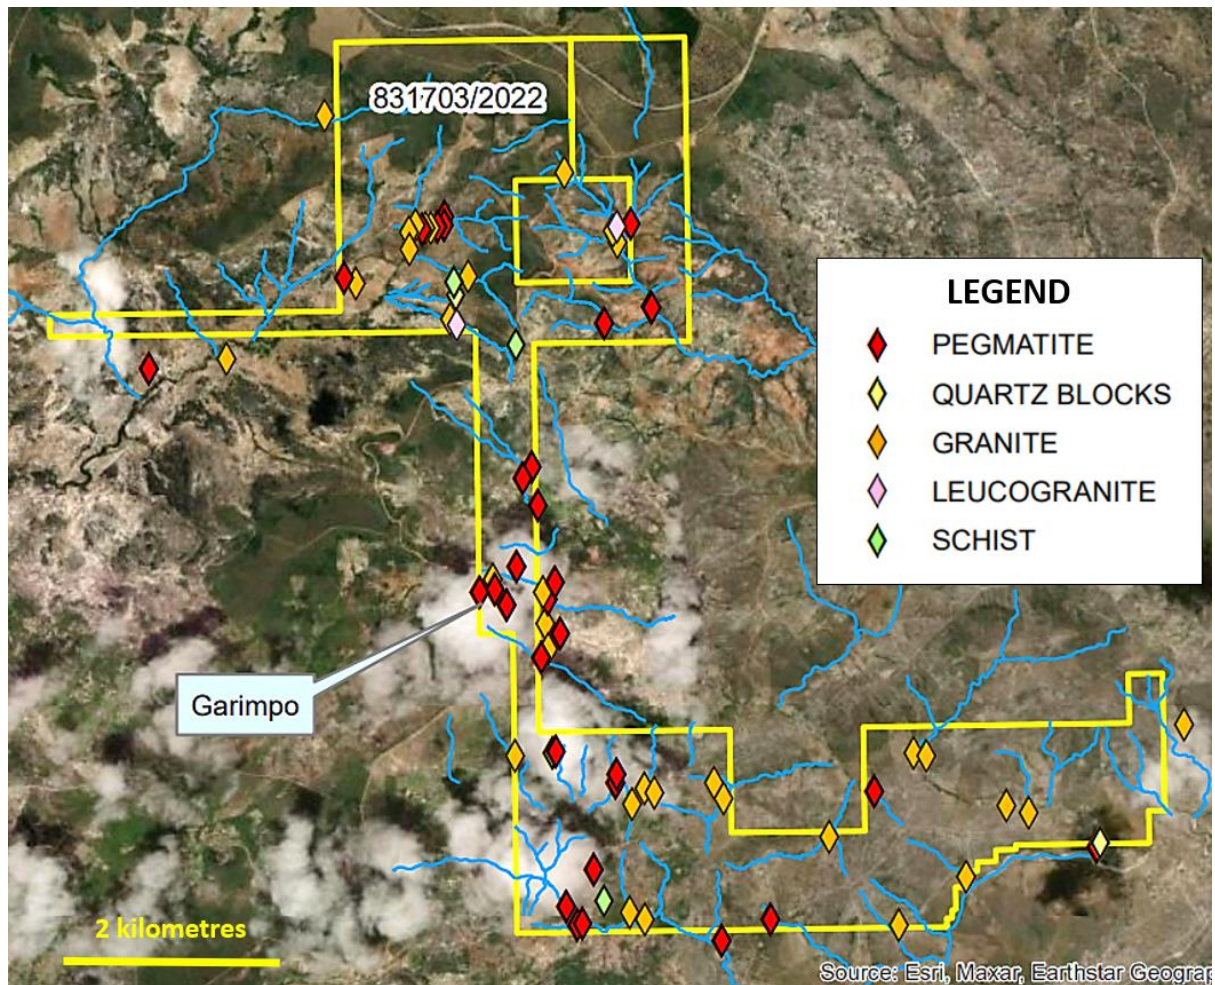 831703/2022
LEGEND
PEGMATITE
QUARTZ BLOCKS
GRANITE
LEUCOGRANITE
SCHIST
Garimpo
2 kilometres
Source: Esri, Maxar, Earthstar Geograp